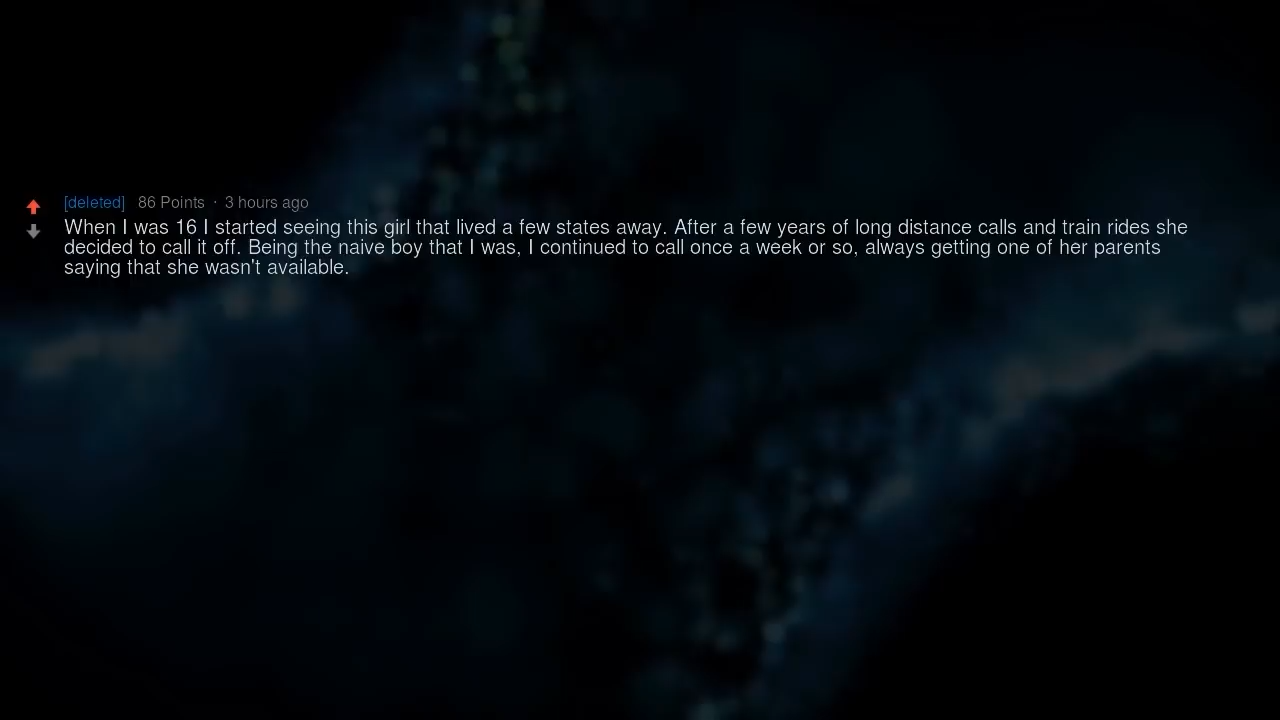 [deleted] 86 Points · 3 hours ago
When I was 16 I started seeing this girl that lived a few states away. After a few years of long distance calls and train rides she
decided to call it off. Being the naive boy that I was, I continued to call once a week or so, always getting one of her parents
saying that she wasn't available.